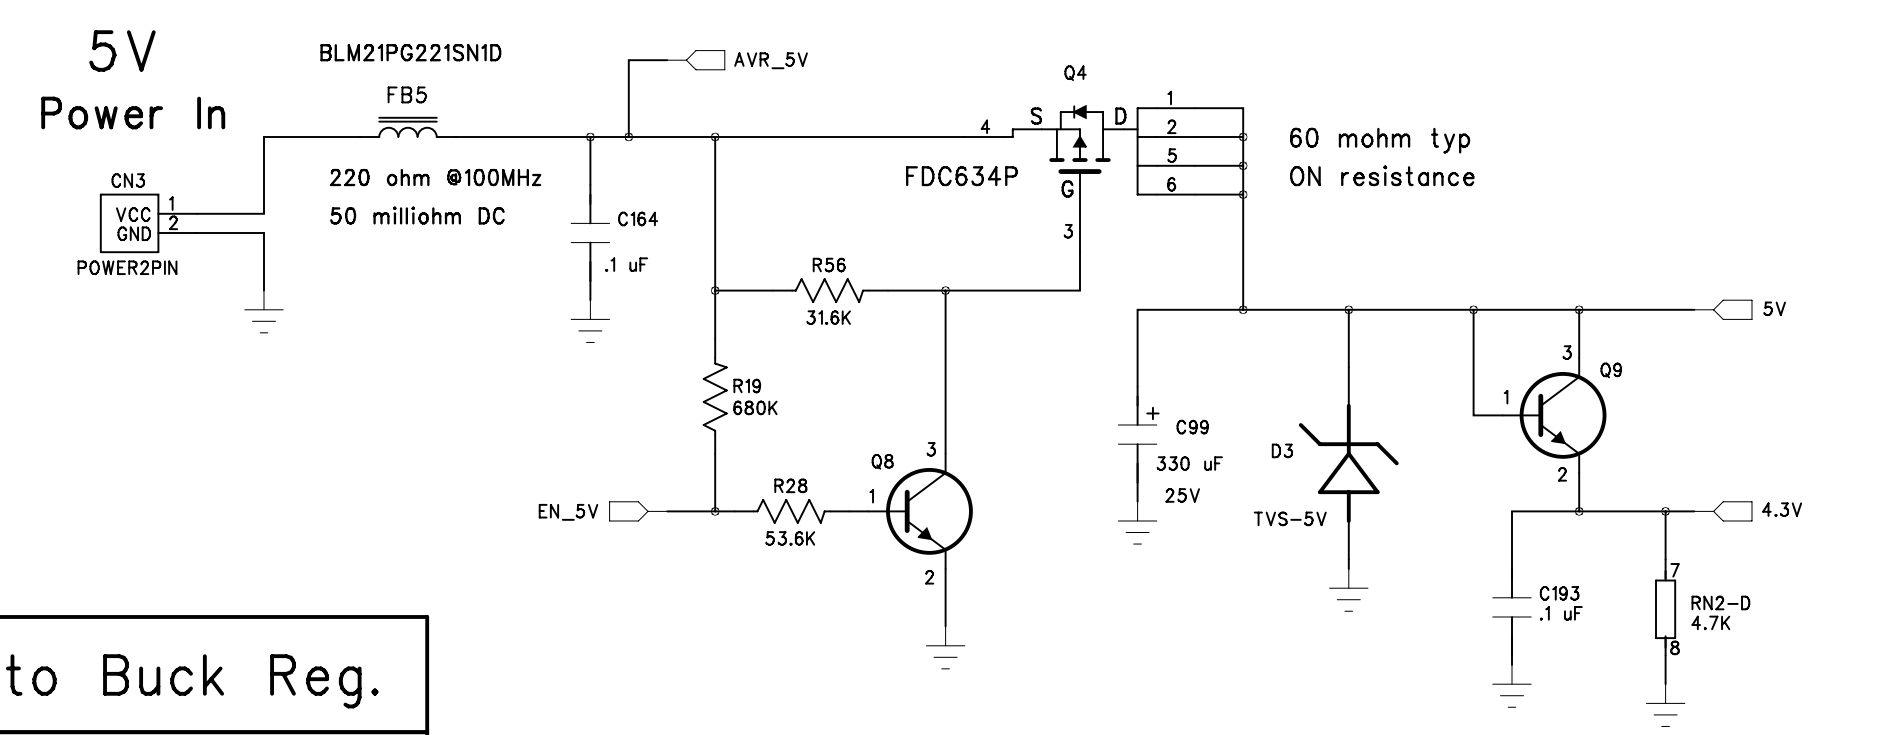 5V
Power In
BLM21PG221SN1D
FB5
220 ohm @100MHz
50 milliohm DC
CN3
VCC 1
GND 2
POWER2PIN
AVR_5V
C164
.1 uF
Q4
S
D
G
4
3
1
2
5
6
FDC634P
60 mohm typ
ON resistance
R56
31.6K
R19
680K
EN_5V
R28
53.6K
Q8
3
1
2
5V
+
C99
330 uF
25V
D3
TVS-5V
Q9
3
1
2
4.3V
C193
.1 uF
7
RN2-D
4.7K
8
to Buck Reg.